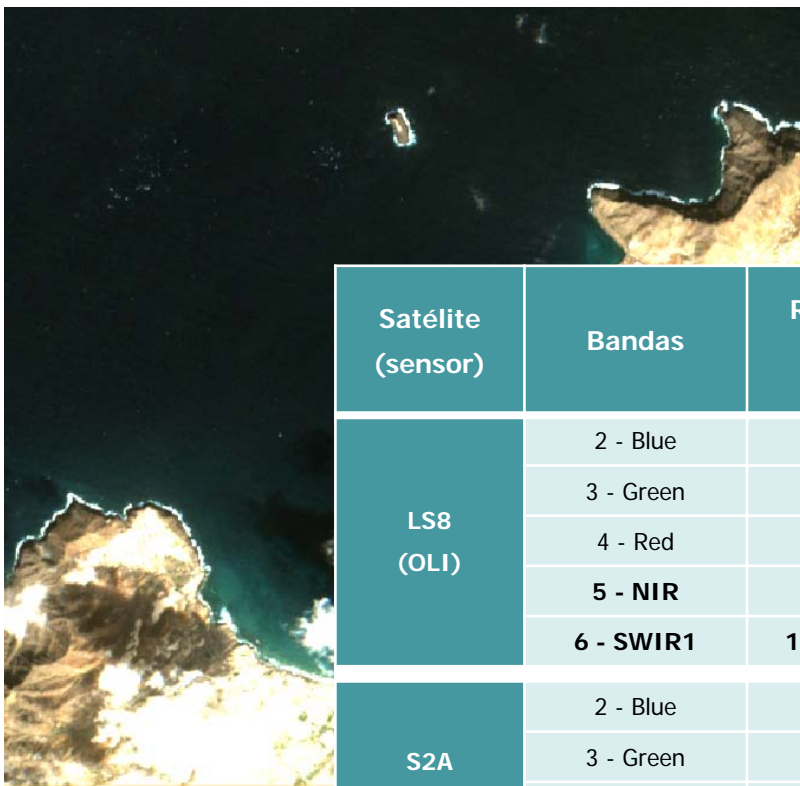 Satélite
(sensor)
Bandas
R
LS8
(OLI)
2 - Blue
3 - Green
4 - Red
5 - NIR
6 - SWIR1
1
S2A
2 - Blue
3 - Green